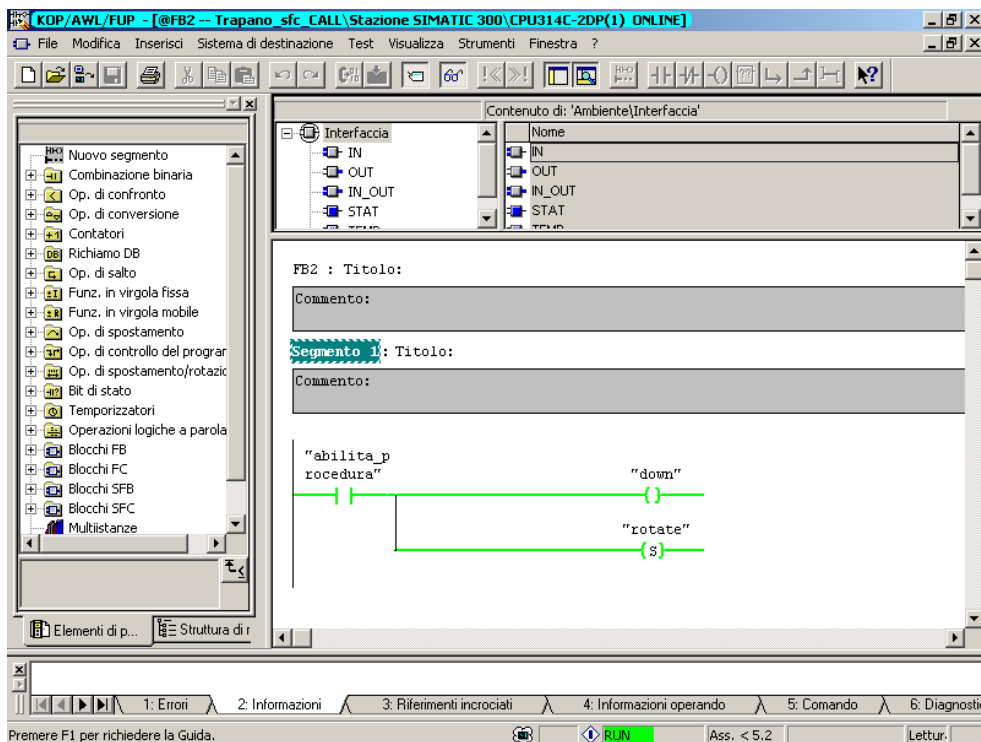 KOP/AWL/FUP - [@FB2 -- Trapano_sfc_CALL\Stazione SIMATIC 300\CPU314C-2DP(1) ONLINE]
File Modifica Inserisci Sistema di destinazione Test Visualizza Strumenti Finestra ?
Contenuto di: 'Ambiente\Interfaccia'
Interfaccia
IN
OUT
IN_OUT
STAT
TEMP
Nome
IN
OUT
IN_OUT
STAT
TEMP
Nuovo segmento
Combinazione binaria
Op. di confronto
Op. di conversione
Contatori
Richiamo DB
Op. di salto
Funz. in virgola fissa
Funz. in virgola mobile
Op. di spostamento
Op. di controllo del prograr
Op. di spostamento/rotazic
Bit di stato
Temporizzatori
Operazioni logiche a parola
Blocchi FB
Blocchi FC
Blocchi SFB
Blocchi SFC
Multiistanze
Elementi di p...
Struttura di r
FB2 : Titolo:
Commento:
Segmento 1: Titolo:
Commento:
"abilita_p
rocedura"
"down"
"rotate"
S
1: Errori
2: Informazioni
3: Riferimenti incrociati
4: Informazioni operando
5: Comando
6: Diagnosti
Premere F1 per richiedere la Guida.
RUN
Ass. < 5.2
Lettur